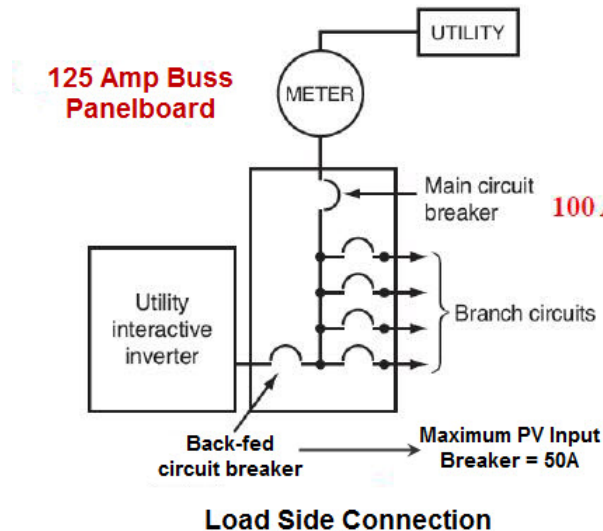 UTILITY
125 Amp Buss
Panelboard
METER
Main circuit
breaker
100
Utility
interactive
inverter
Branch circuits
Back-fed
circuit breaker
Maximum PV Input
Breaker = 50A
Load Side Connection